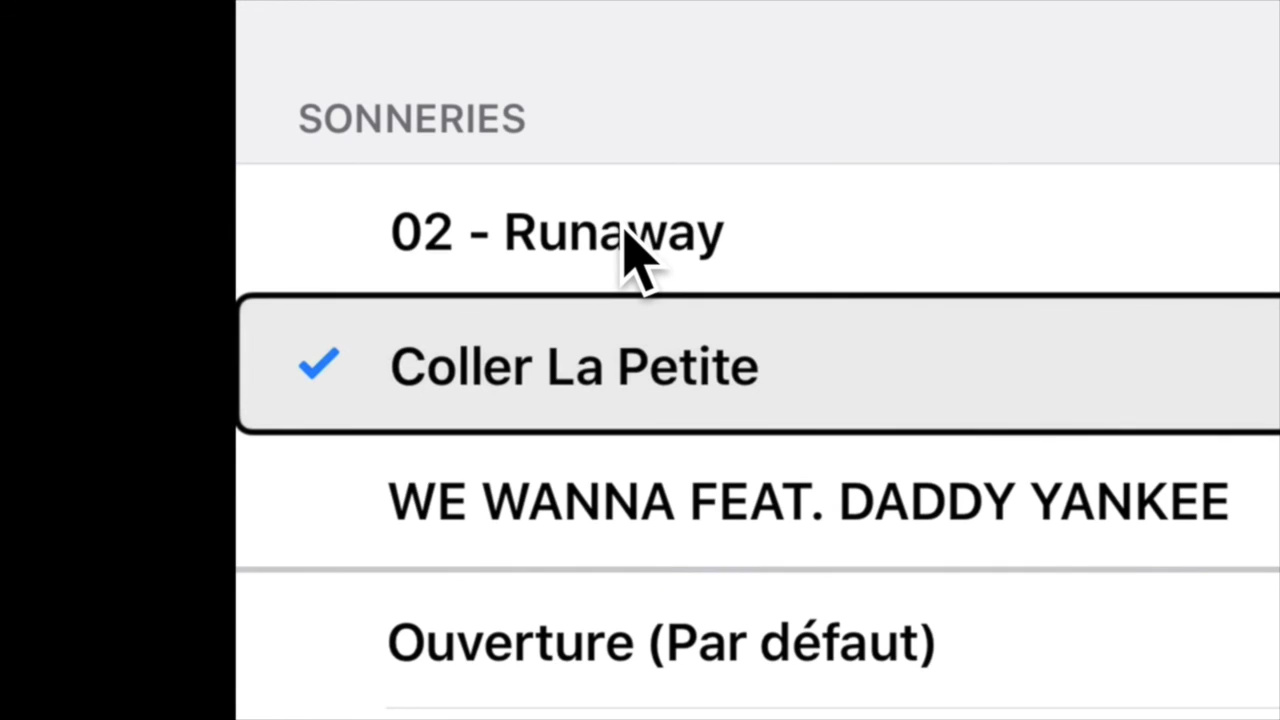 SONNERIES
02 - Runaway
Coller La Petite
WE WANNA FEAT. DADDY YANKEE
Ouverture (Par défaut)